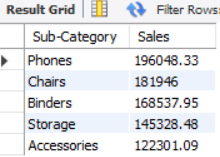 Result Grid Filter Rows:
Sub-Category Sales
Phones 196048.33
Chairs 181946
Binders 168537.95
Storage 145328.48
Accessories 122301.09